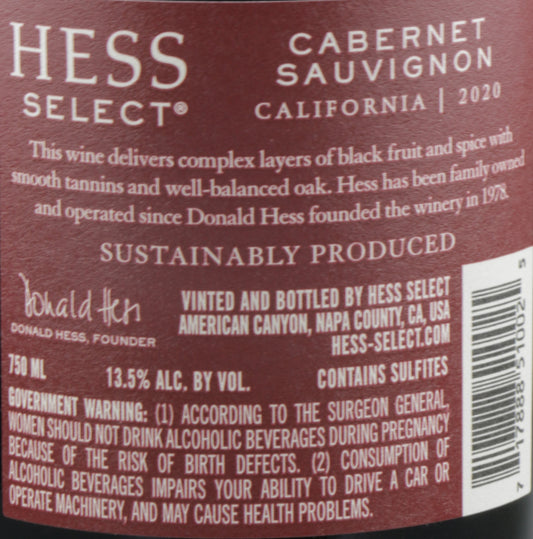 HESS
SELECT®
CABERNET
SAUVIGNON
CALIFORNIA | 2020
This wine delivers complex layers of black fruit and spice with
smooth tannins and well-balanced oak. Hess has been family owned
and operated since Donald Hess founded the winery in 1978.
SUSTAINABLY PRODUCED
Donald Hess
DONALD HESS, FOUNDER
VINTED AND BOTTLED BY HESS SELECT
AMERICAN CANYON, NAPA COUNTY, CA, USA
HESS-SELECT.COM
750 ML
13.5% ALC. BY VOL.
CONTAINS SULFITES
GOVERNMENT WARNING: (1) ACCORDING TO THE SURGEON GENERAL,
WOMEN SHOULD NOT DRINK ALCOHOLIC BEVERAGES DURING PREGNANCY
BECAUSE OF THE RISK OF BIRTH DEFECTS. (2) CONSUMPTION OF
ALCOHOLIC BEVERAGES IMPAIRS YOUR ABILITY TO DRIVE A CAR OR
OPERATE MACHINERY, AND MAY CAUSE HEALTH PROBLEMS.
7 17888 51002 5